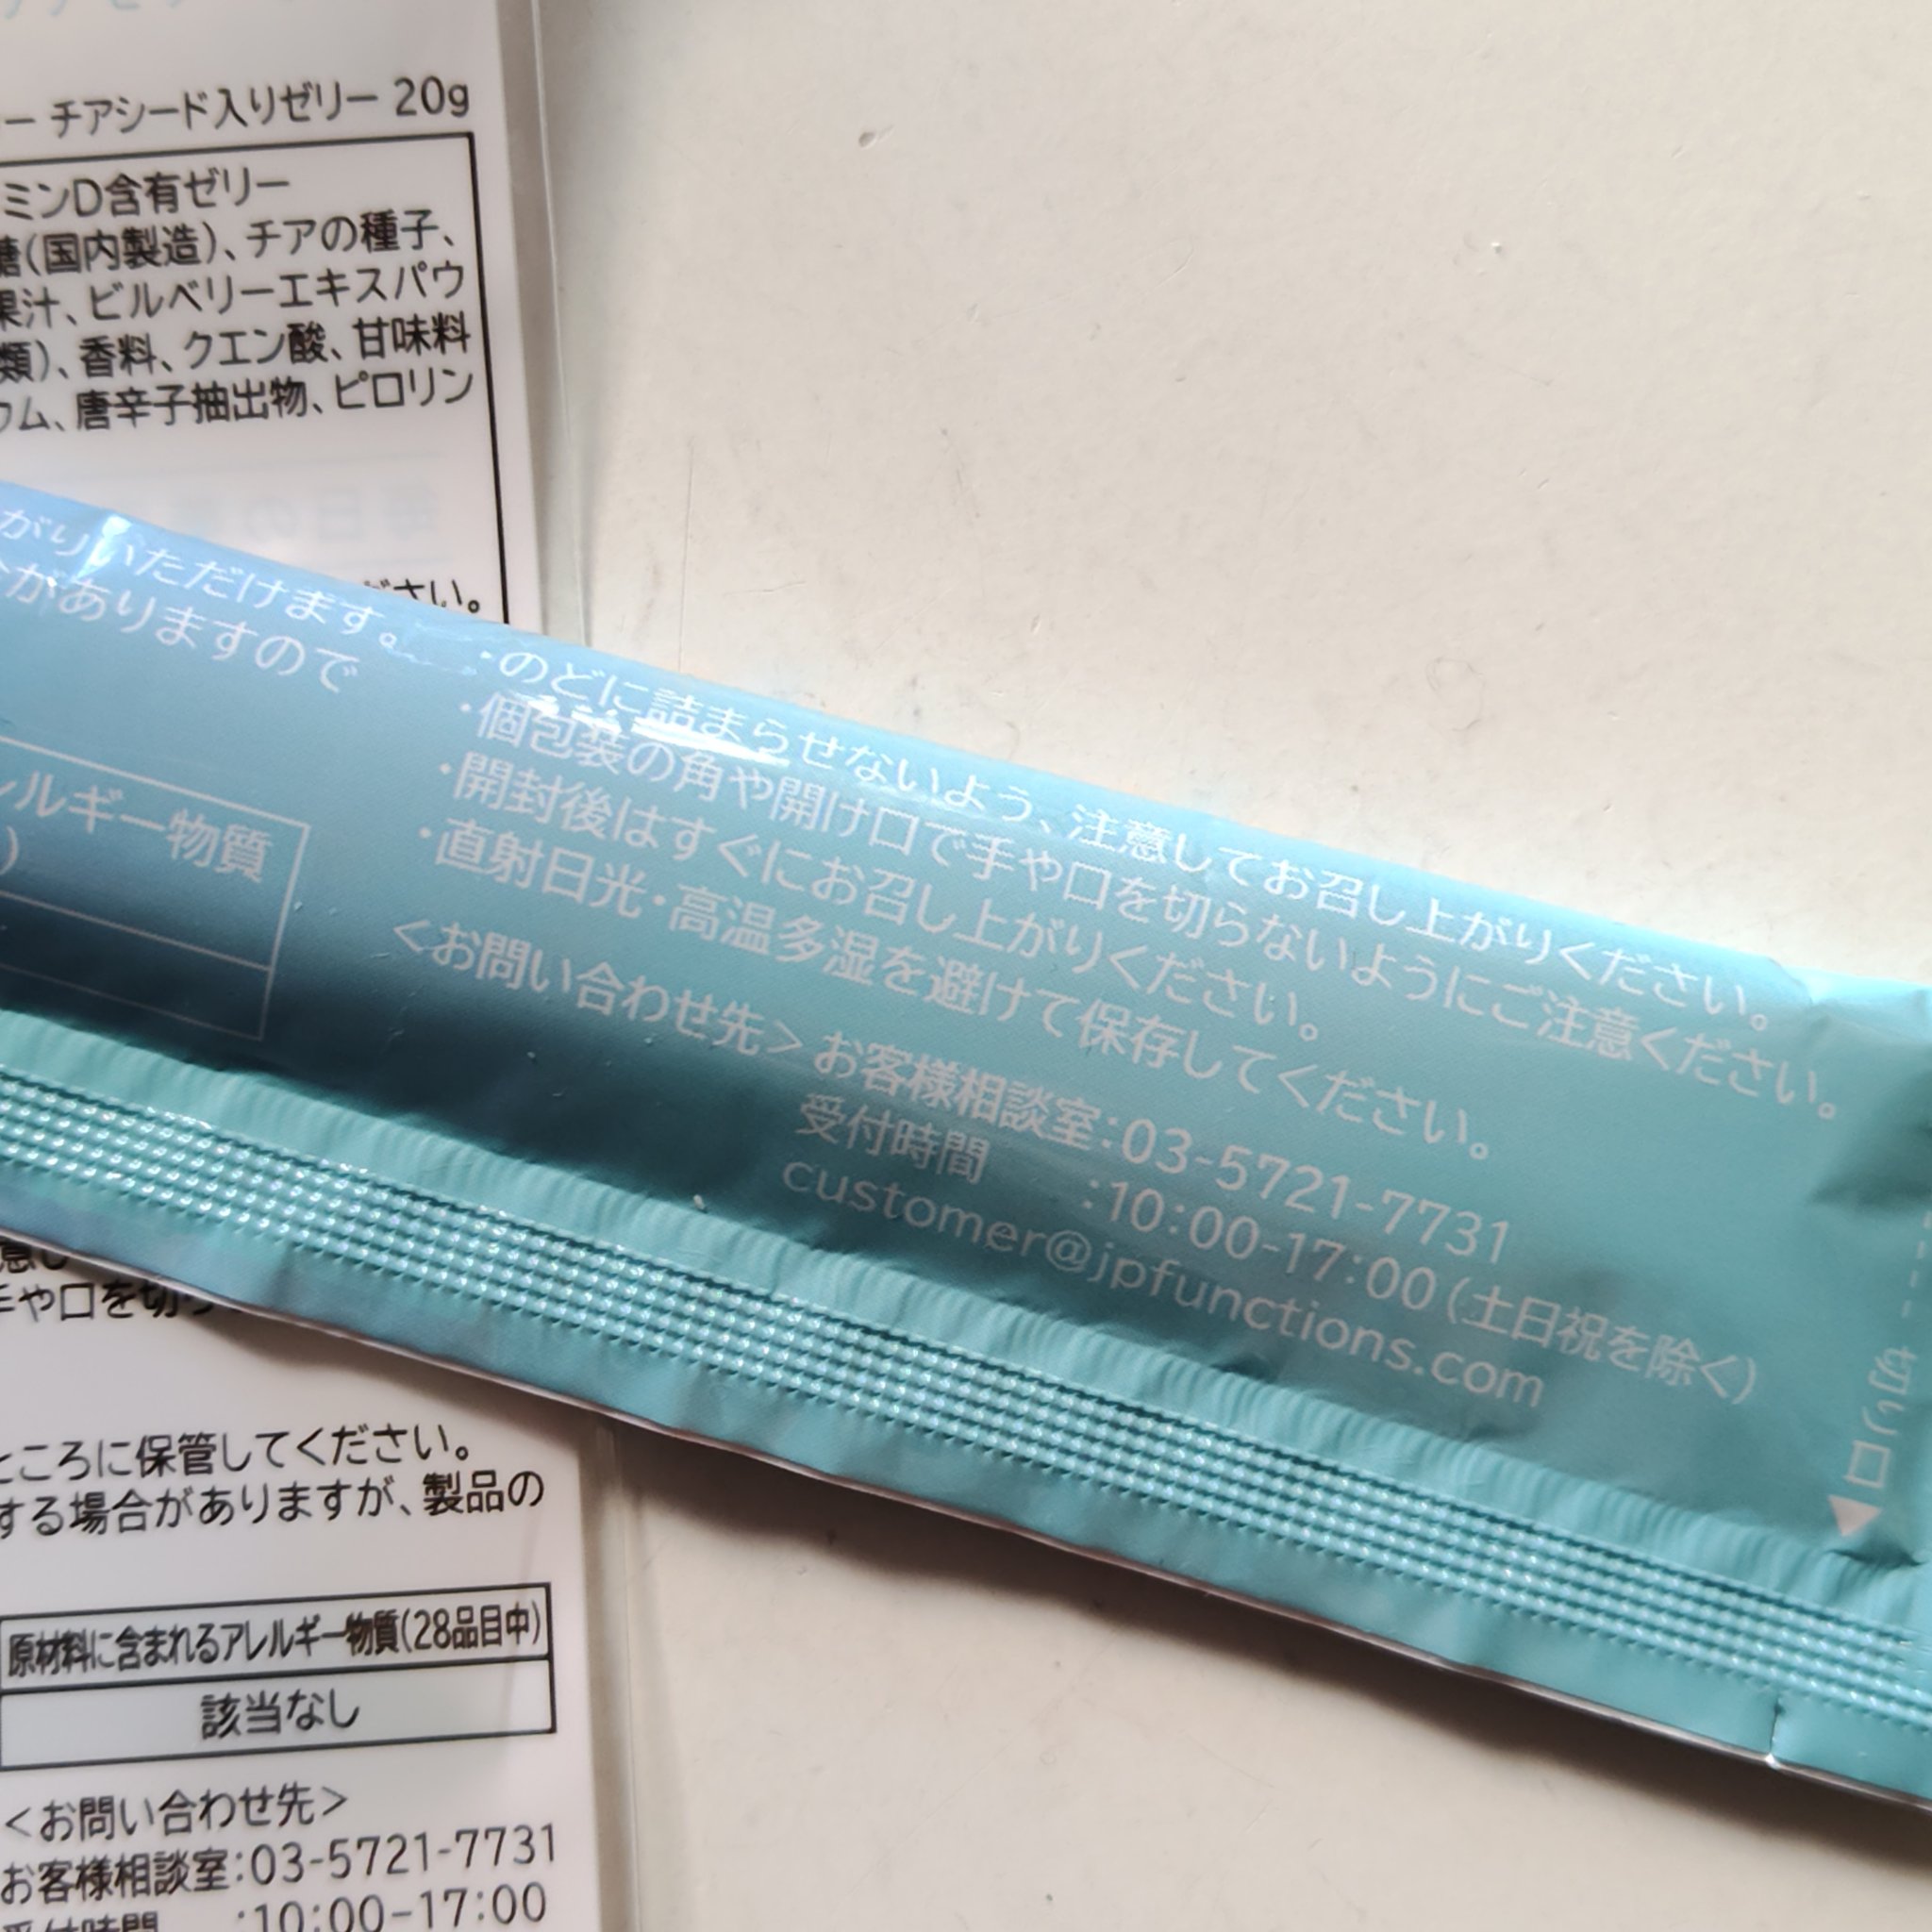 ー チアシード入りゼリー 20g
ミンD含有ゼリー
糖(国内製造)、チアの種子、
果汁、ビルベリーエキスパウ
類)、香料、クエン酸、甘味料
ウム、唐辛子抽出物、ピロリン
ださい。
がりいただけます。
がありますので
レルギー物質
)
・のどに詰まらせないよう、注意してお召し上がりください。
・個包装の角や開け口で手や口を切らないようにご注意ください。
・開封後はすぐにお召し上がりください。
・直射日光・高温多湿を避けて保存してください。
<お問い合わせ先>お客様相談室:03-5721-7731
受付時間 :10:00-17:00(土日祝を除く)
customer@jpfunctions.com
切り口
手や口を切ら
ところに保管してください。
する場合がありますが、製品の
原材料に含まれるアレルギー物質(28品目中)
該当なし
<お問い合わせ先>
お客様相談室:03-5721-7731
受付時間 :10:00-17:00